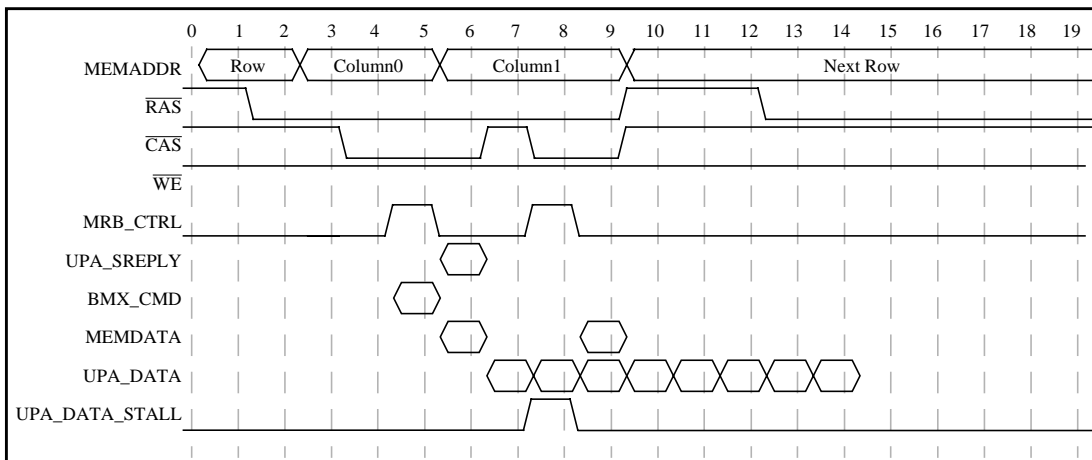 0 1 2 3 4 5 6 7 8 9 10 11 12 13 14 15 16 17 18 19
MEMADDR Row Column0 Column1 Next Row
RAS
CAS
WE
MRB_CTRL
UPA_SREPLY
BMX_CMD
MEMDATA
UPA_DATA
UPA_DATA_STALL